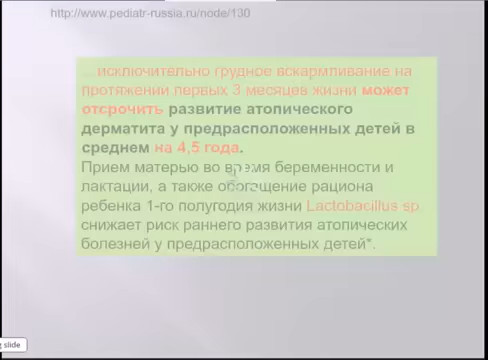 http://www.pediatr-russia.ru/node/130
...исключительно грудное вскармливание на
протяжении первых 3 месяцев жизни может
отсрочить развитие атопического
дерматита у предрасположенных детей в
среднем на 4,5 года.
Прием матерью во время беременности и
лактации, а также обогащение рациона
ребенка 1-го полугодия жизни Lactobacillus sp.
снижает риск раннего развития атопических
болезней у предрасположенных детей".
g slide